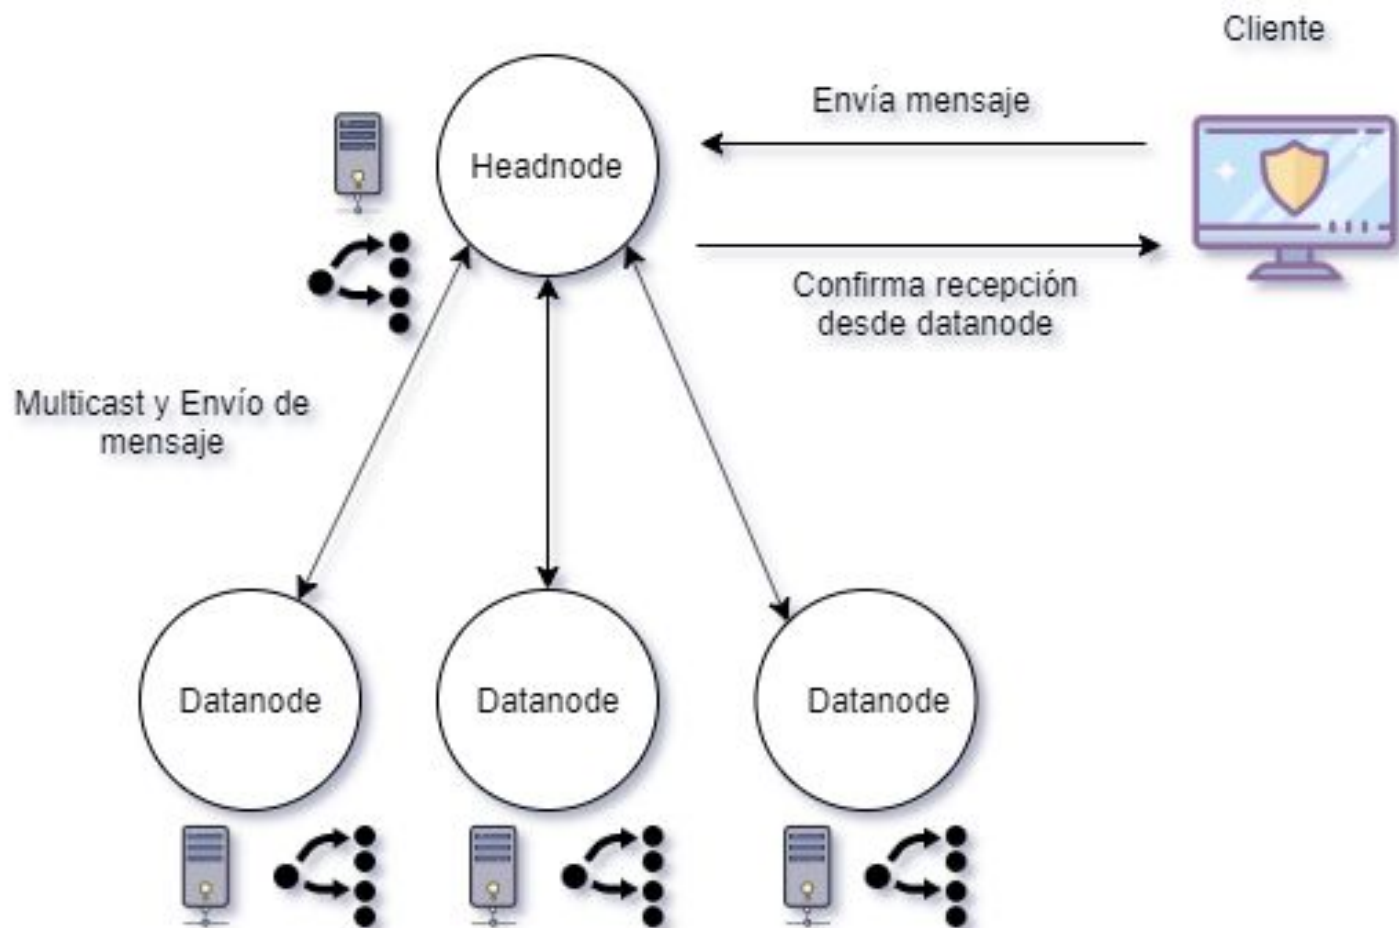 Cliente
Envía mensaje
Headnode
Confirma recepción
desde datanode
Multicast y Envío de
mensaje
Datanode
Datanode
Datanode